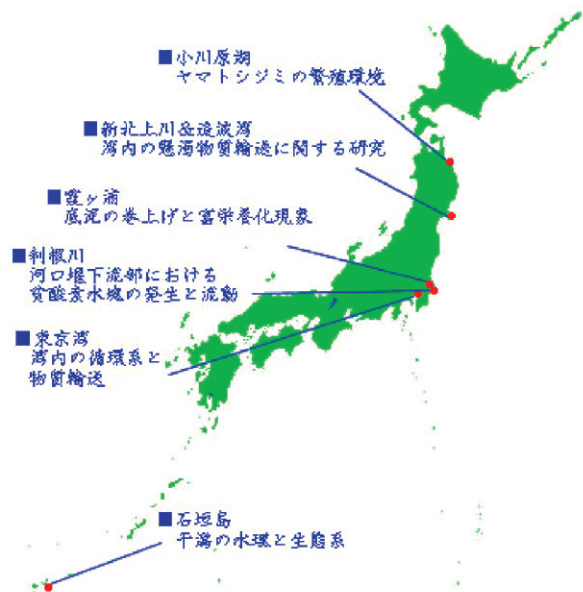 ■小川原湖
ヤマトシジミの繁殖環境
■新北上川&追波湾
湾内の懸濁物質輸送に関する研究
■霞ヶ浦
底泥の巻上げと富栄養化現象
■利根川
河口堰下流部における
貧酸素水塊の発生と流動
■東京湾
湾内の循環系と
物質輸送
■石垣島
干潟の水理と生態系